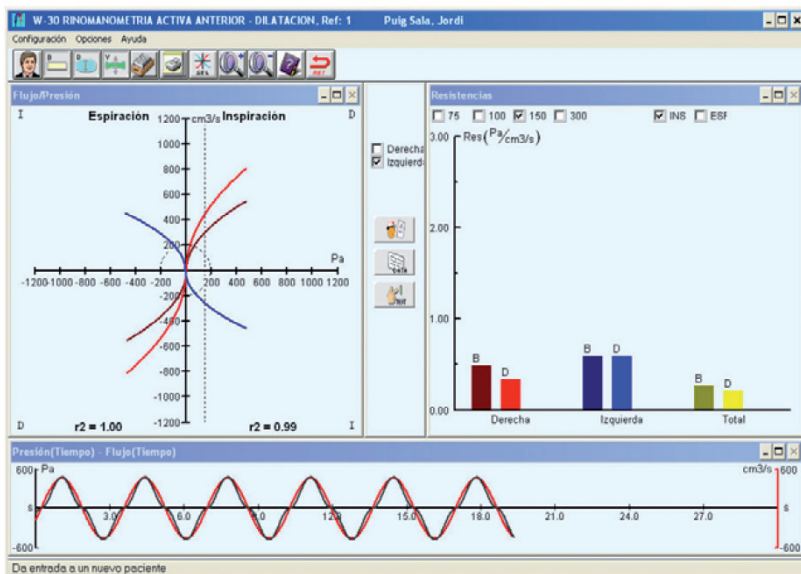 W-30 RINOMANOMETRIA ACTIVA ANTERIOR - DILATACION, Ref: 1 Puig Sala, Jordi
Configuración Opciones Ayuda
RET
Flujo/Presión
I Espiración 1200 cm3/s Inspiración D
1000
800
600
400
200
Pa
-1200 -1000 -800 -600 -400 -200 0 200 400 600 800 1000 1200
-200
-400
-600
-800
-1000
-1200
D r2 = 1.00 r2 = 0.99 I
Derecha
Izquierda
DATA
Resistencias
75 100 150 300 INS ESF
3.00 Res(Pa/cm3/s)
2.00
1.00
0.00
B D B D B D
Derecha Izquierda Total
Presión(Tiempo) - Flujo(Tiempo)
600 Pa cm3/s 600
s 3.0 6.0 9.0 12.0 15.0 18.0 21.0 24.0 27.0 s
-600 -600
Da entrada a un nuevo paciente